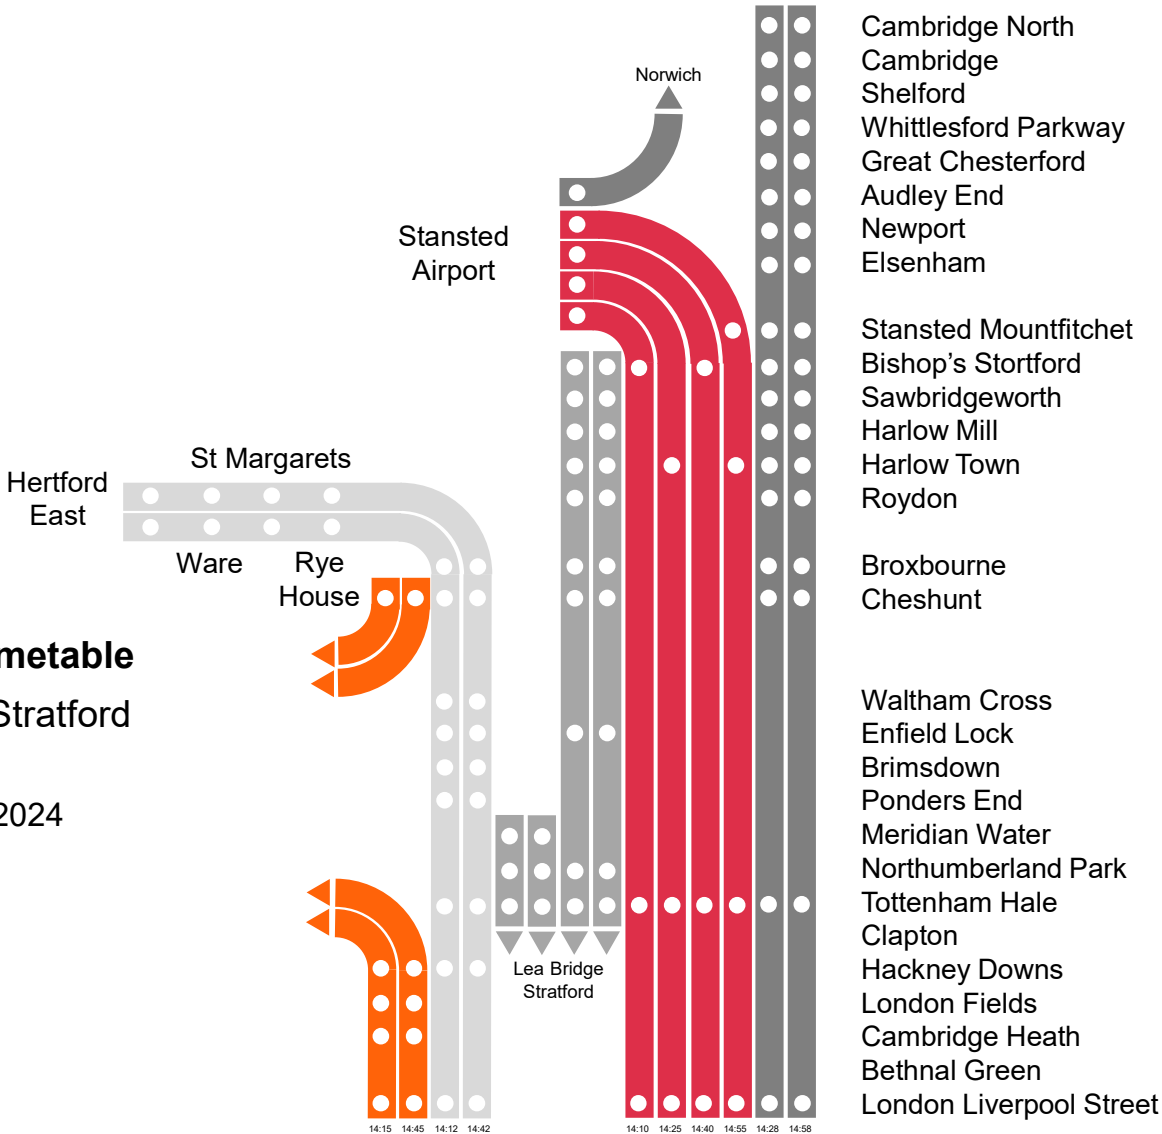 Cambridge North
Cambridge
Norwich
Shelford
Whittlesford Parkway
Great Chesterford
Audley End
Newport
Stansted
Airport
Elsenham
Stansted Mountfitchet
Bishop's Stortford
Sawbridgeworth
Harlow Mill
St Margarets
Harlow Town
Hertford
East
Roydon
Ware
Rye
House
Broxbourne
Cheshunt
metable
Stratford
2024
Waltham Cross
Enfield Lock
Brimsdown
Ponders End
Meridian Water
Northumberland Park
Tottenham Hale
Clapton
Lea Bridge
Stratford
Hackney Downs
London Fields
Cambridge Heath
Bethnal Green
London Liverpool Street
14:15 14:45 14:12 14:42 14:10 14:25 14:40 14:55 14:28 14:58